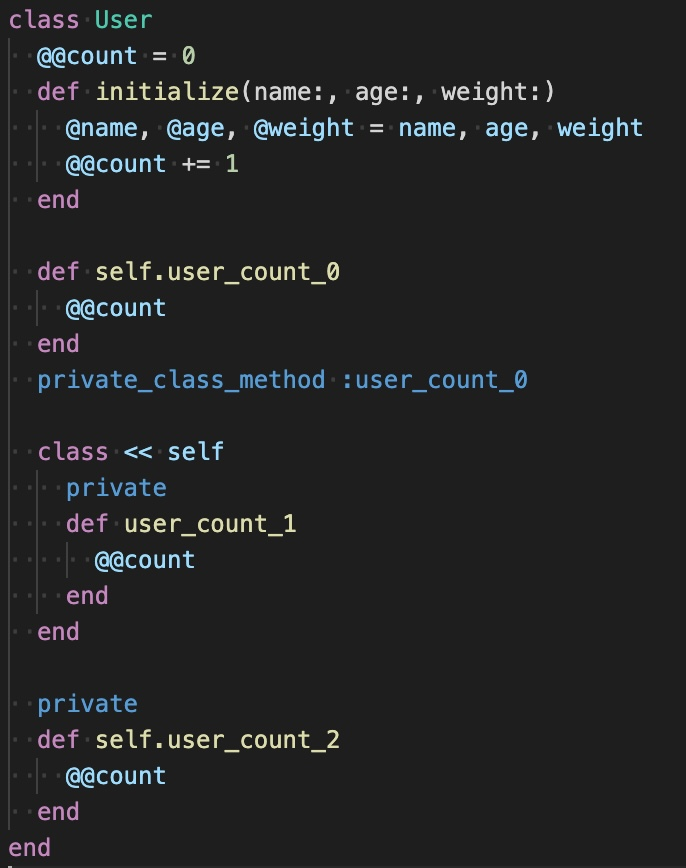 class User
  @@count = 0
  def initialize(name:, age:, weight:)
    @name, @age, @weight = name, age, weight
    @@count += 1
  end

  def self.user_count_0
    @@count
  end
  private_class_method :user_count_0

  class << self
    private
    def user_count_1
      @@count
    end
  end

  private
  def self.user_count_2
    @@count
  end
end